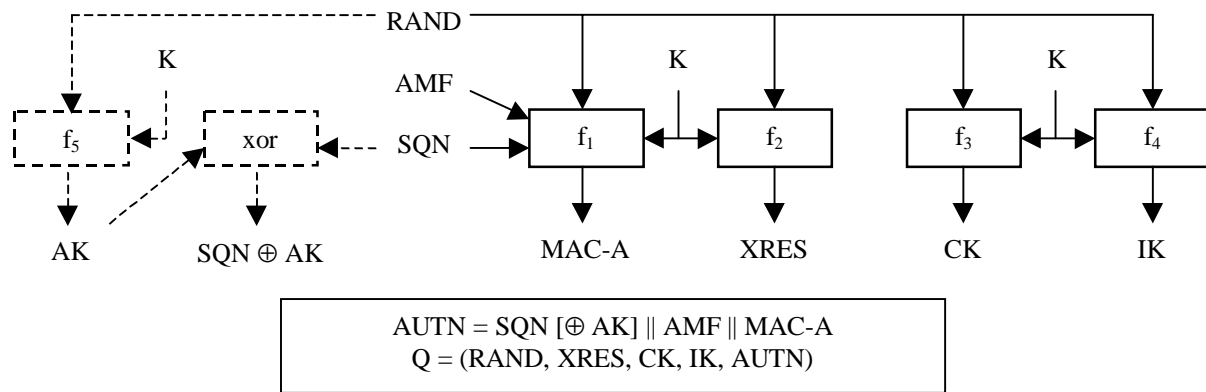 RAND
K
K
K
AMF
f5
xor
SQN
f1
f2
f3
f4
AK
SQN ⊕ AK
MAC-A
XRES
CK
IK
AUTN = SQN [⊕ AK] || AMF || MAC-A
Q = (RAND, XRES, CK, IK, AUTN)